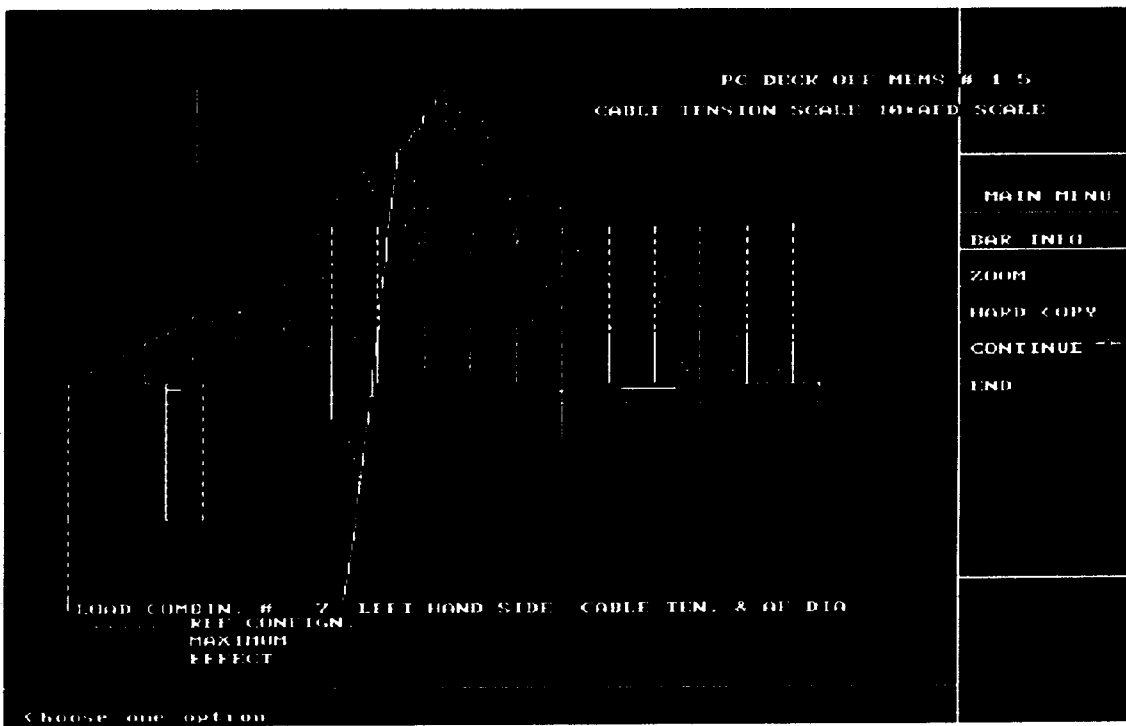 PC DECK OFF MEMS # 1 5
CABLE TENSION SCALE 10*AFD SCALE
MAIN MENU
BAR INFO
ZOOM
HARD COPY
CONTINUE
END
LOAD COMBIN. # 7 LEFT HAND SIDE CABLE TEN. & AF DIA
REF CONFIGN.
MAXIMUM
EFFECT
Choose one option